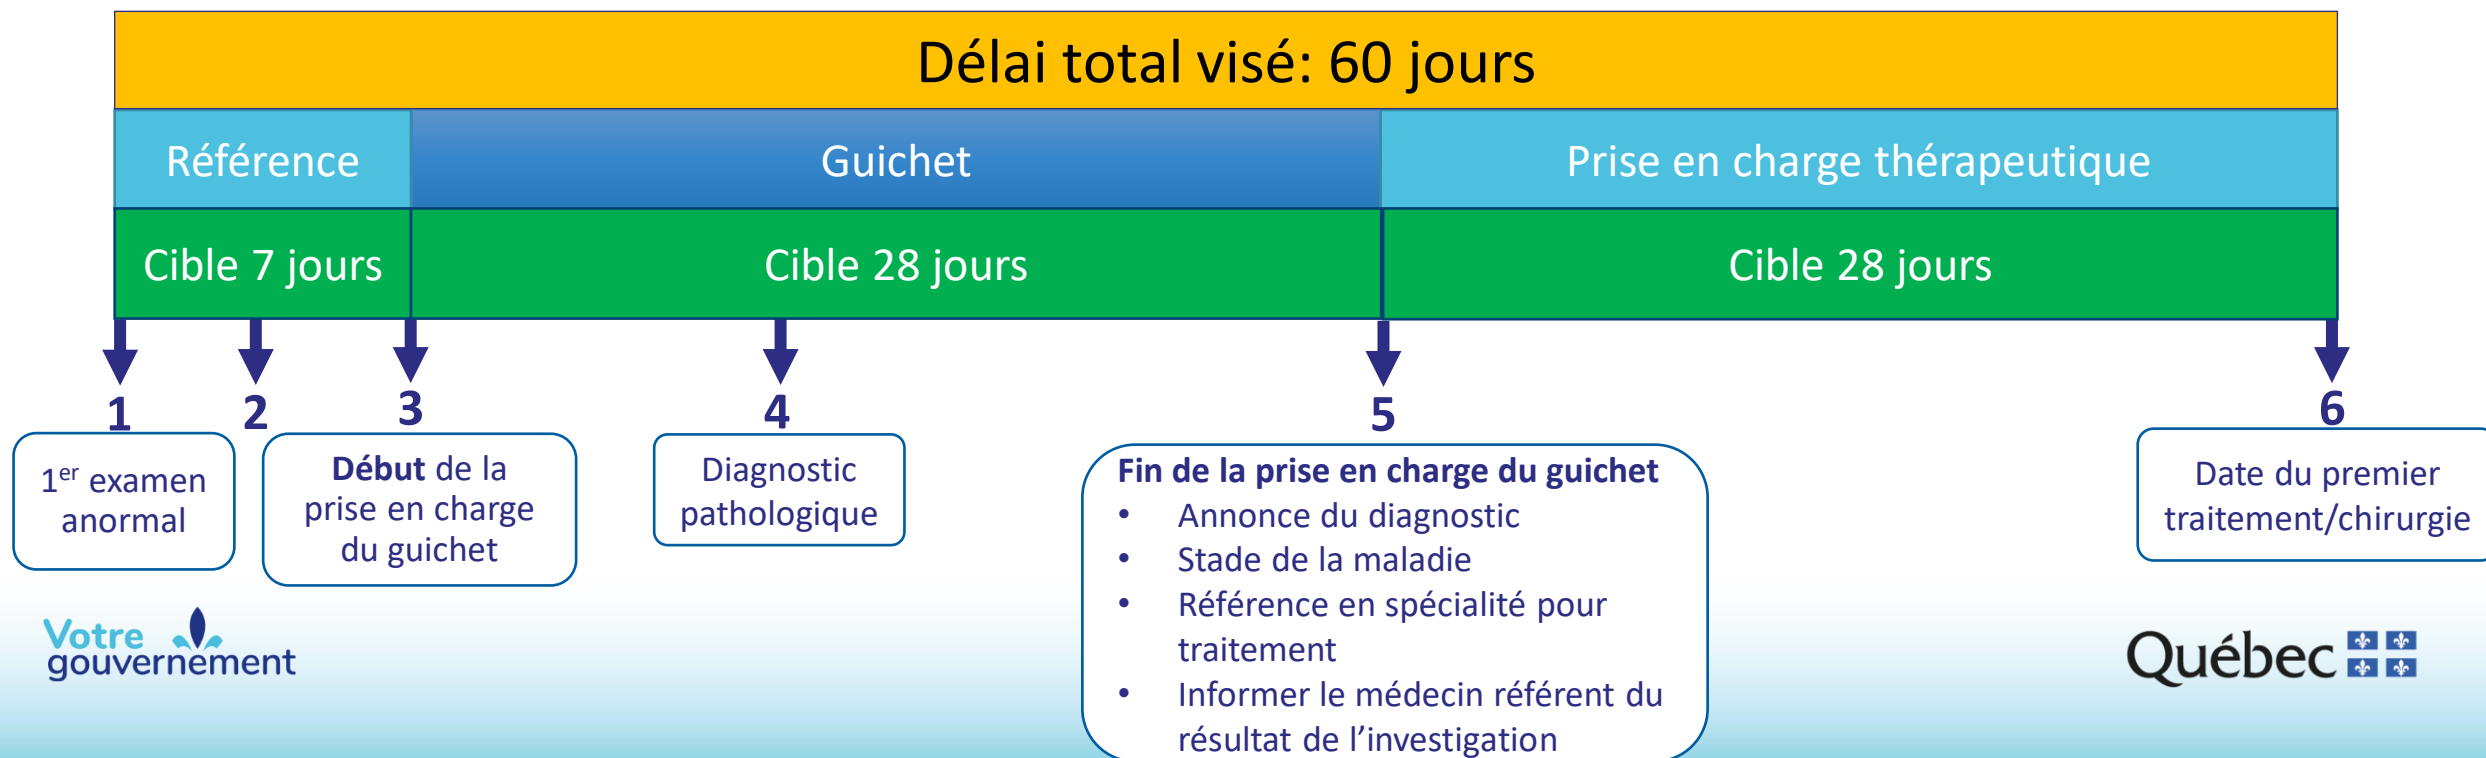 Délai total visé: 60 jours
Référence
Guichet
Prise en charge thérapeutique
Cible 7 jours
Cible 28 jours
Cible 28 jours
1
2
3
4
5
6
1er examen
anormal
Début de la
prise en charge
du guichet
Diagnostic
pathologique
Fin de la prise en charge du guichet
• Annonce du diagnostic
• Stade de la maladie
• Référence en spécialité pour
traitement
• Informer le médecin référent du
résultat de l’investigation
Date du premier
traitement/chirurgie
Votre
gouvernement
Québec